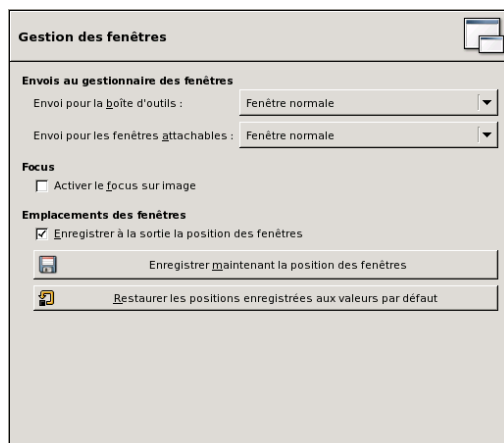 Gestion des fenêtres
Envois au gestionnaire des fenêtres
Envoi pour la boîte d'outils :
Fenêtre normale
Envoi pour les fenêtres attachables :
Fenêtre normale
Focus
Activer le focus sur image
Emplacements des fenêtres
Enregistrer à la sortie la position des fenêtres
Enregistrer maintenant la position des fenêtres
Restaurer les positions enregistrées aux valeurs par défaut